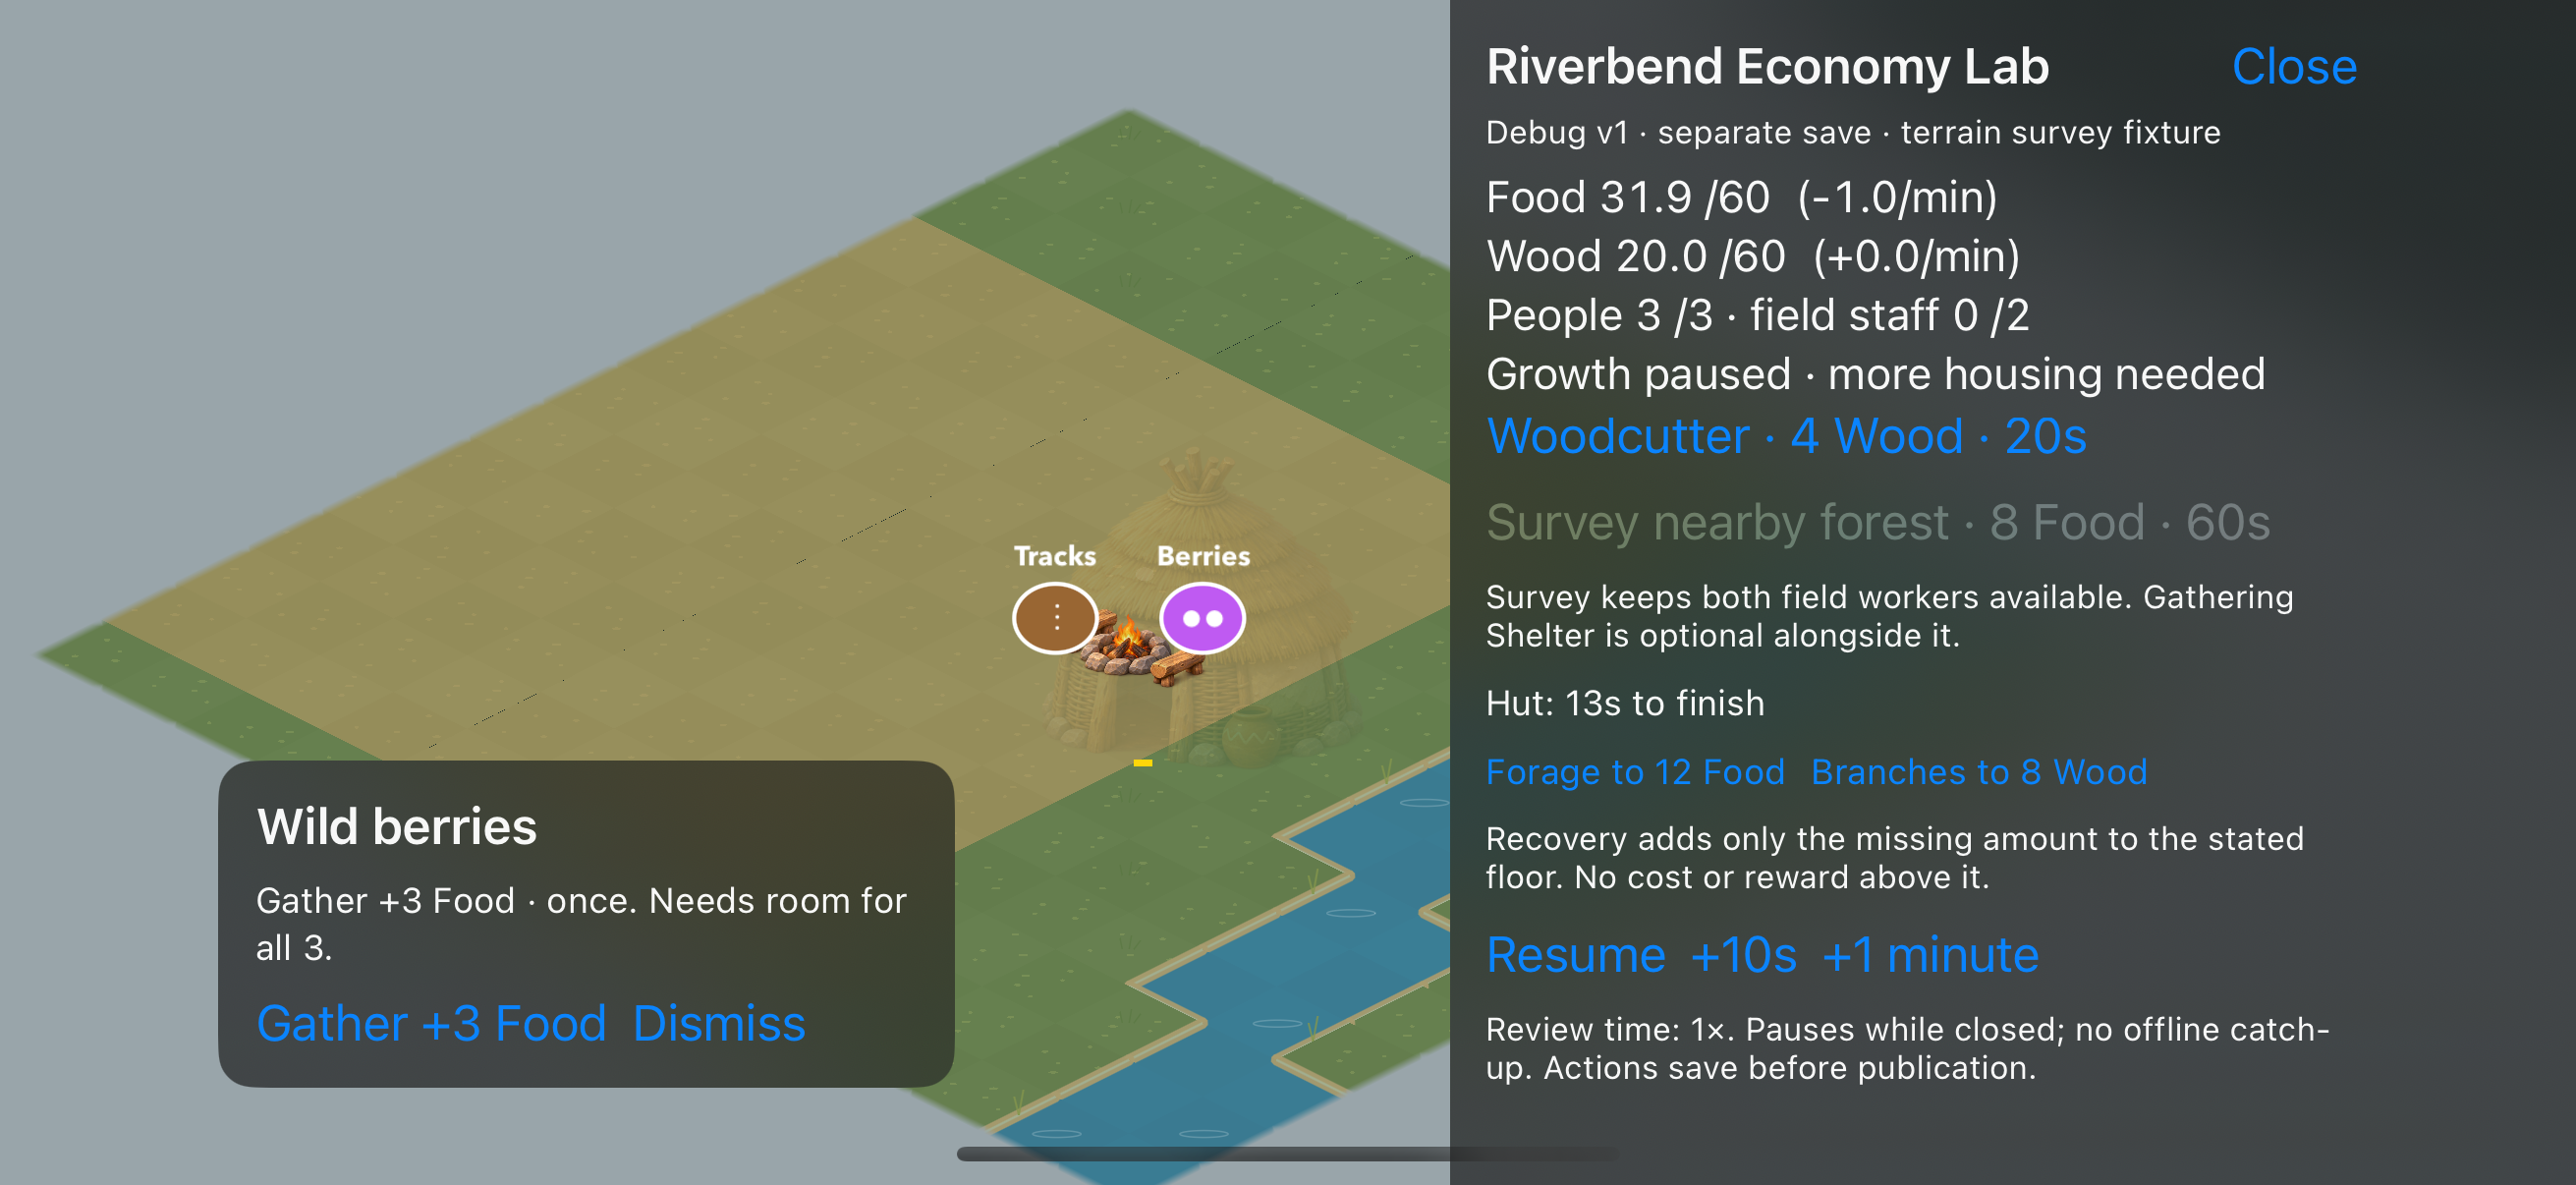 Riverbend Economy Lab
Close
Debug v1 · separate save · terrain survey fixture
Food 31.9 /60 (-1.0/min)
Wood 20.0 /60 (+0.0/min)
People 3 /3 · field staff 0 /2
Growth paused · more housing needed
Woodcutter · 4 Wood · 20s
Survey nearby forest · 8 Food · 60s
Survey keeps both field workers available. Gathering
Shelter is optional alongside it.
Hut: 13s to finish
Forage to 12 Food Branches to 8 Wood
Recovery adds only the missing amount to the stated
floor. No cost or reward above it.
Resume +10s +1 minute
Review time: 1×. Pauses while closed; no offline catch-
up. Actions save before publication.
Tracks
Berries
Wild berries
Gather +3 Food · once. Needs room for
all 3.
Gather +3 Food Dismiss